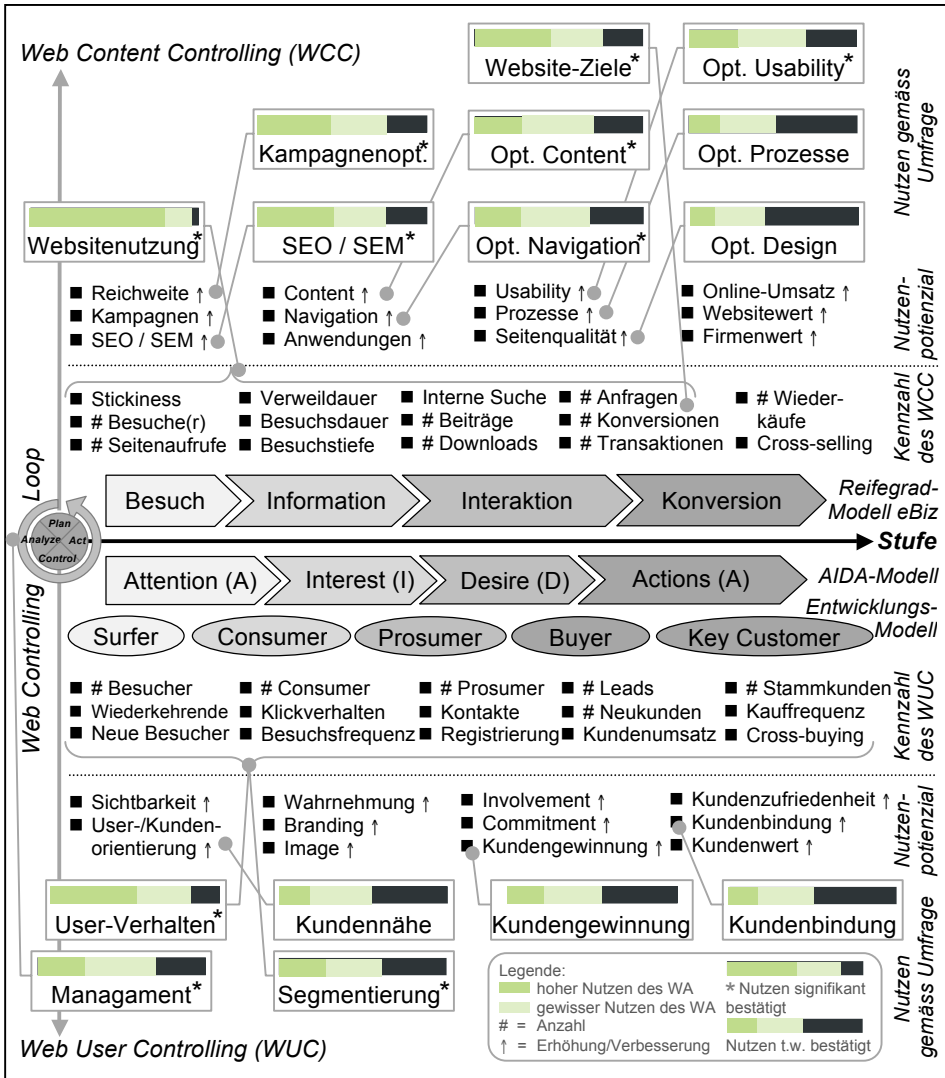 Web Content Controlling (WCC)
Website-Ziele*
Opt. Usability*
Kampagnenopt.*
Opt. Content*
Opt. Prozesse
Nutzen gemäss
Umfrage
Websitenutzung*
SEO / SEM*
Opt. Navigation*
Opt. Design
■ Reichweite ↑
■ Kampagnen ↑
■ SEO / SEM ↑
■ Content ↑
■ Navigation ↑
■ Anwendungen ↑
■ Usability ↑
■ Prozesse ↑
■ Seitenqualität ↑
■ Online-Umsatz ↑
■ Websitewert ↑
■ Firmenwert ↑
Nutzen-
potienzial
■ Stickiness
■ # Besuche(r)
■ # Seitenaufrufe
■ Verweildauer
■ Besuchsdauer
■ Besuchstiefe
■ Interne Suche
■ # Beiträge
■ # Downloads
■ # Anfragen
■ # Konversionen
■ # Transaktionen
■ # Wieder-
käufe
■ Cross-selling
Kennzahl
des WCC
Web Controlling Loop
Plan
Analyze
Act
Control
Besuch
Information
Interaktion
Konversion
Reifegrad-
Modell eBiz
Stufe
Attention (A)
Interest (I)
Desire (D)
Actions (A)
AIDA-Modell
Entwicklungs-
Modell
Surfer
Consumer
Prosumer
Buyer
Key Customer
■ # Besucher
■ Wiederkehrende
■ Neue Besucher
■ # Consumer
■ Klickverhalten
■ Besuchsfrequenz
■ # Prosumer
■ Kontakte
■ Registrierung
■ # Leads
■ # Neukunden
■ Kundenumsatz
■ # Stammkunden
■ Kauffrequenz
■ Cross-buying
Kennzahl
des WUC
■ Sichtbarkeit ↑
■ User-/Kunden-
orientierung ↑
■ Wahrnehmung ↑
■ Branding ↑
■ Image ↑
■ Involvement ↑
■ Commitment ↑
■ Kundengewinnung ↑
■ Kundenzufriedenheit ↑
■ Kundenbindung ↑
■ Kundenwert ↑
Nutzen-
potienzial
User-Verhalten*
Kundennähe
Kundengewinnung
Kundenbindung
Managament*
Segmentierung*
Nutzen
gemäss Umfrage
Legende:
hoher Nutzen des WA
gewisser Nutzen des WA
# = Anzahl
↑ = Erhöhung/Verbesserung
* Nutzen signifikant
bestätigt
Nutzen t.w. bestätigt
Web User Controlling (WUC)